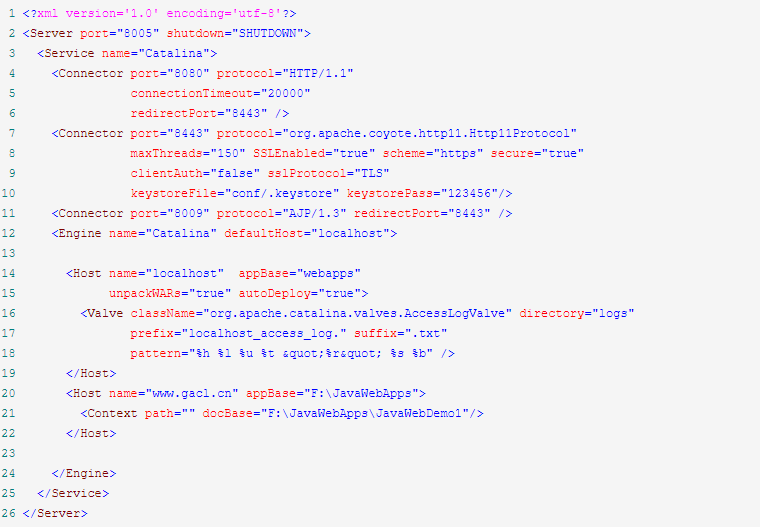 1 <?xml version='1.0' encoding='utf-8'?>
2 <Server port="8005" shutdown="SHUTDOWN">
3   <Service name="Catalina">
4     <Connector port="8080" protocol="HTTP/1.1"
5                connectionTimeout="20000"
6                redirectPort="8443" />
7     <Connector port="8443" protocol="org.apache.coyote.http11.Http11Protocol"
8                maxThreads="150" SSLEnabled="true" scheme="https" secure="true"
9                clientAuth="false" sslProtocol="TLS"
10                keystoreFile="conf/.keystore" keystorePass="123456"/>
11     <Connector port="8009" protocol="AJP/1.3" redirectPort="8443" />
12     <Engine name="Catalina" defaultHost="localhost">
13
14       <Host name="localhost"  appBase="webapps"
15             unpackWARs="true" autoDeploy="true">
16         <Valve className="org.apache.catalina.valves.AccessLogValve" directory="logs"
17                prefix="localhost_access_log." suffix=".txt"
18                pattern="%h %l %u %t &quot;%r&quot; %s %b" />
19       </Host>
20       <Host name="www.gacl.cn" appBase="F:\JavaWebApps">
21         <Context path="" docBase="F:\JavaWebApps\JavaWebDemo1"/>
22       </Host>
23
24     </Engine>
25   </Service>
26 </Server>